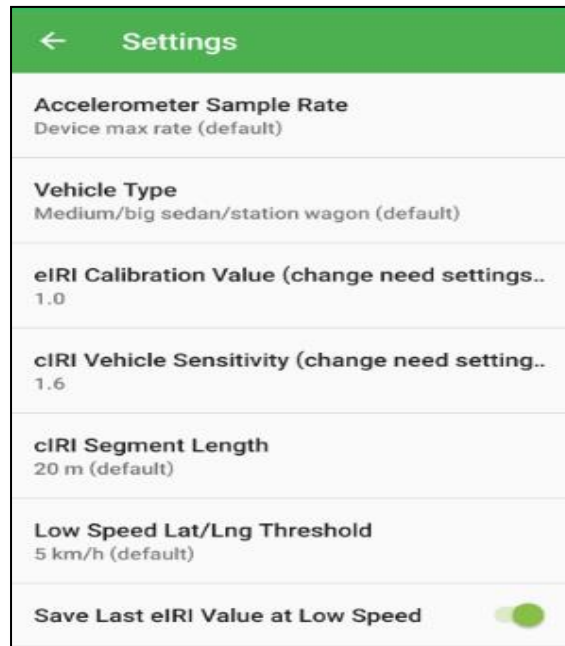 Settings
Accelerometer Sample Rate
Device max rate (default)
Vehicle Type
Medium/big sedan/station wagon (default)
eIRI Calibration Value (change need settings..
1.0
cIRI Vehicle Sensitivity (change need setting..
1.6
cIRI Segment Length
20 m (default)
Low Speed Lat/Lng Threshold
5 km/h (default)
Save Last eIRI Value at Low Speed